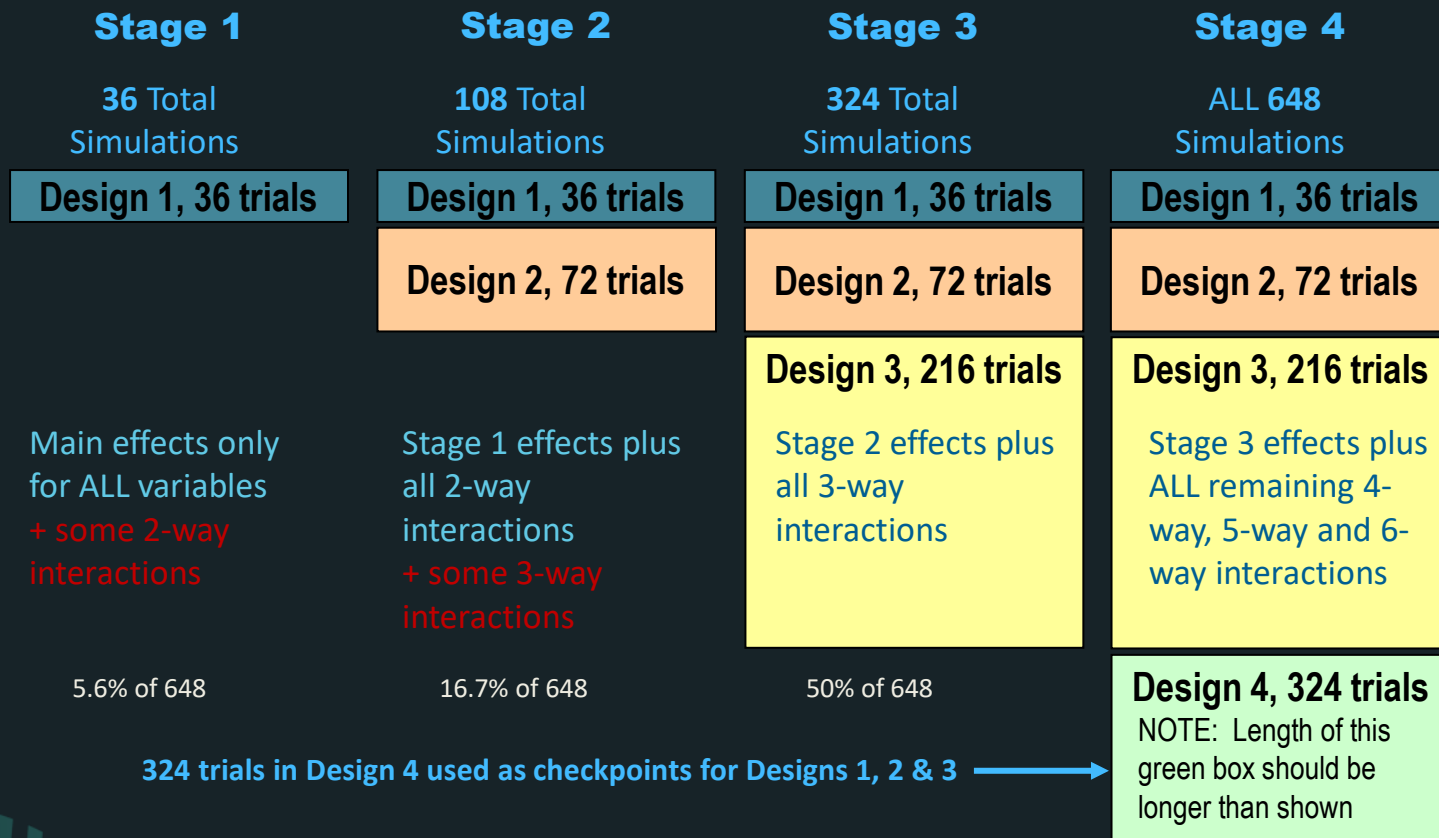 Stage 1
36 Total
Simulations
Design 1, 36 trials
Main effects only
for ALL variables
+ some 2-way
interactions
5.6% of 648
Stage 2
108 Total
Simulations
Design 1, 36 trials
Design 2, 72 trials
Stage 1 effects plus
all 2-way
interactions
+ some 3-way
interactions
16.7% of 648
Stage 3
324 Total
Simulations
Design 1, 36 trials
Design 2, 72 trials
Design 3, 216 trials
Stage 2 effects plus
all 3-way
interactions
50% of 648
Stage 4
ALL 648
Simulations
Design 1, 36 trials
Design 2, 72 trials
Design 3, 216 trials
Stage 3 effects plus
ALL remaining 4-
way, 5-way and 6-
way interactions
Design 4, 324 trials
NOTE: Length of this
green box should be
longer than shown
324 trials in Design 4 used as checkpoints for Designs 1, 2 & 3